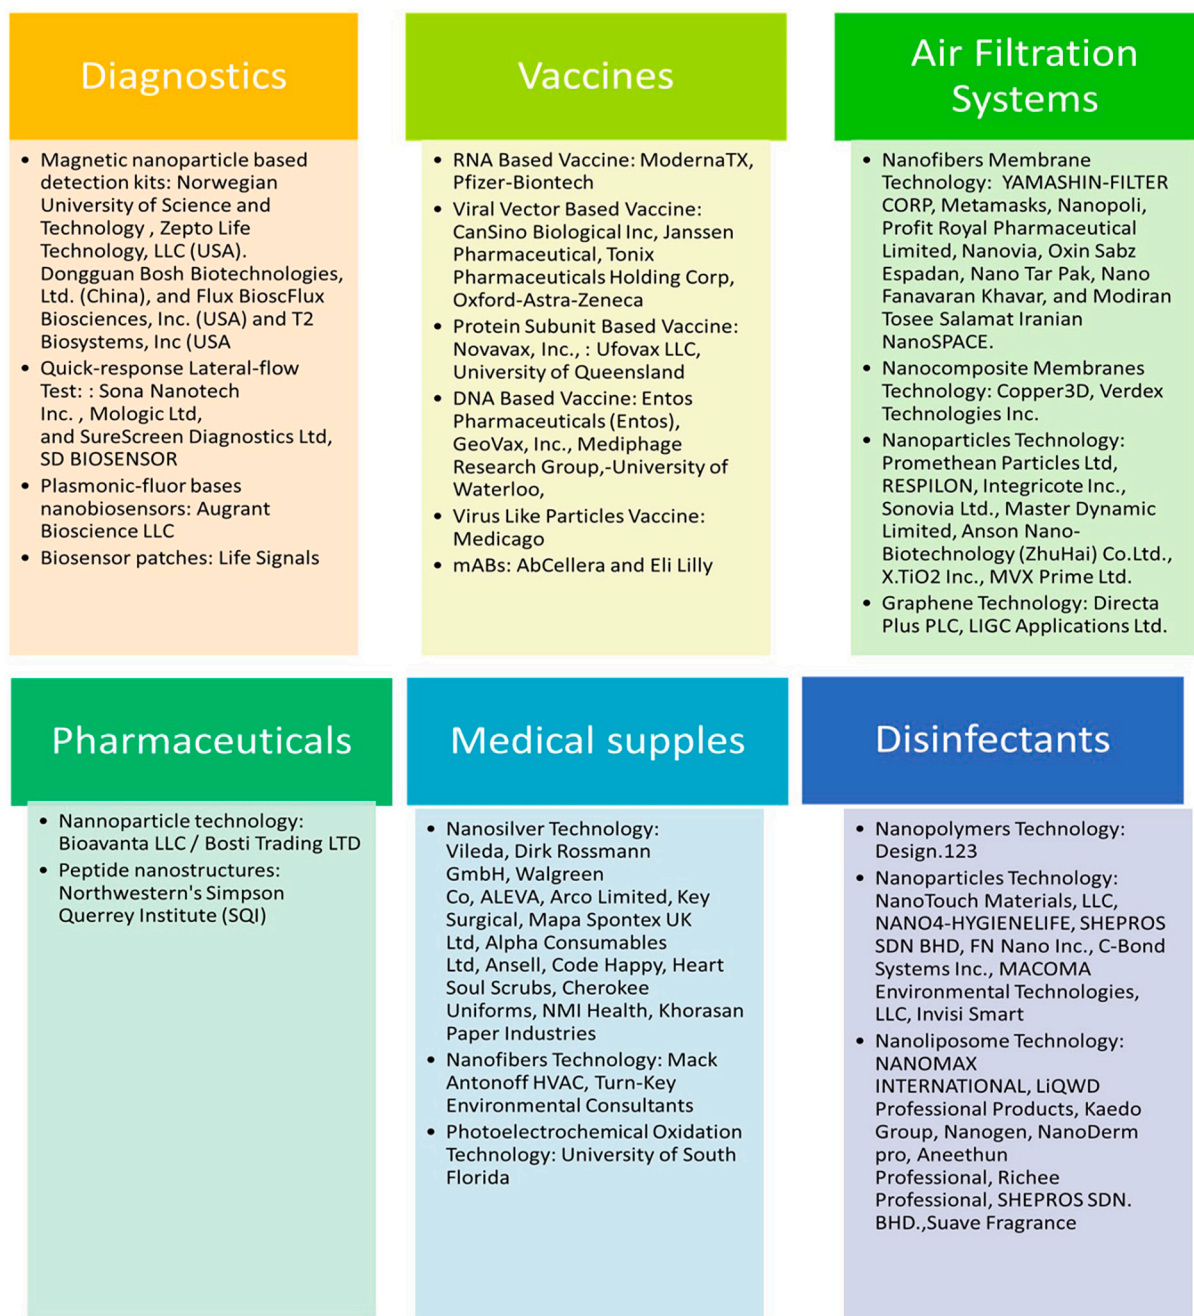 Diagnostics
• Magnetic nanoparticle based
detection kits: Norwegian
University of Science and
Technology , Zepto Life
Technology, LLC (USA).
Dongguan Bosh Biotechnologies,
Ltd. (China), and Flux BioscFlux
Biosciences, Inc. (USA) and T2
Biosystems, Inc (USA
• Quick-response Lateral-flow
Test: : Sona Nanotech
Inc. , Mologic Ltd,
and SureScreen Diagnostics Ltd,
SD BIOSENSOR
• Plasmonic-fluor bases
nanobiosensors: Augrant
Bioscience LLC
• Biosensor patches: Life Signals
Vaccines
• RNA Based Vaccine: ModernaTX,
Pfizer-Biontech
• Viral Vector Based Vaccine:
CanSino Biological Inc, Janssen
Pharmaceutical, Tonix
Pharmaceuticals Holding Corp,
Oxford-Astra-Zeneca
• Protein Subunit Based Vaccine:
Novavax, Inc., : Ufovax LLC,
University of Queensland
• DNA Based Vaccine: Entos
Pharmaceuticals (Entos),
GeoVax, Inc., Mediphage
Research Group,-University of
Waterloo,
• Virus Like Particles Vaccine:
Medicago
• mABs: AbCellera and Eli Lilly
Air Filtration
Systems
• Nanofibers Membrane
Technology: YAMASHIN-FILTER
CORP, Metamasks, Nanopoli,
Profit Royal Pharmaceutical
Limited, Nanovia, Oxin Sabz
Espadan, Nano Tar Pak, Nano
Fanavaran Khavar, and Modiran
Tosee Salamat Iranian
NanoSPACE.
• Nanocomposite Membranes
Technology: Copper3D, Verdex
Technologies Inc.
• Nanoparticles Technology:
Promethean Particles Ltd,
RESPILON, Integricote Inc.,
Sonovia Ltd., Master Dynamic
Limited, Anson Nano-
Biotechnology (ZhuHai) Co.Ltd.,
X.TiO2 Inc., MVX Prime Ltd.
• Graphene Technology: Directa
Plus PLC, LIGC Applications Ltd.
Pharmaceuticals
• Nannoparticle technology:
Bioavanta LLC / Bosti Trading LTD
• Peptide nanostructures:
Northwestern's Simpson
Querrey Institute (SQI)
Medical supples
• Nanosilver Technology:
Vileda, Dirk Rossmann
GmbH, Walgreen
Co, ALEVA, Arco Limited, Key
Surgical, Mapa Spontex UK
Ltd, Alpha Consumables
Ltd, Ansell, Code Happy, Heart
Soul Scrubs, Cherokee
Uniforms, NMI Health, Khorasan
Paper Industries
• Nanofibers Technology: Mack
Antonoff HVAC, Turn-Key
Environmental Consultants
• Photoelectrochemical Oxidation
Technology: University of South
Florida
Disinfectants
• Nanopolymers Technology:
Design.123
• Nanoparticles Technology:
NanoTouch Materials, LLC,
NANO4-HYGIENELIFE, SHEPROS
SDN BHD, FN Nano Inc., C-Bond
Systems Inc., MACOMA
Environmental Technologies,
LLC, Invisi Smart
• Nanoliposome Technology:
NANOMAX
INTERNATIONAL, LiQWD
Professional Products, Kaedo
Group, Nanogen, NanoDerm
pro, Aneethun
Professional, Richee
Professional, SHEPROS SDN.
BHD.,Suave Fragrance